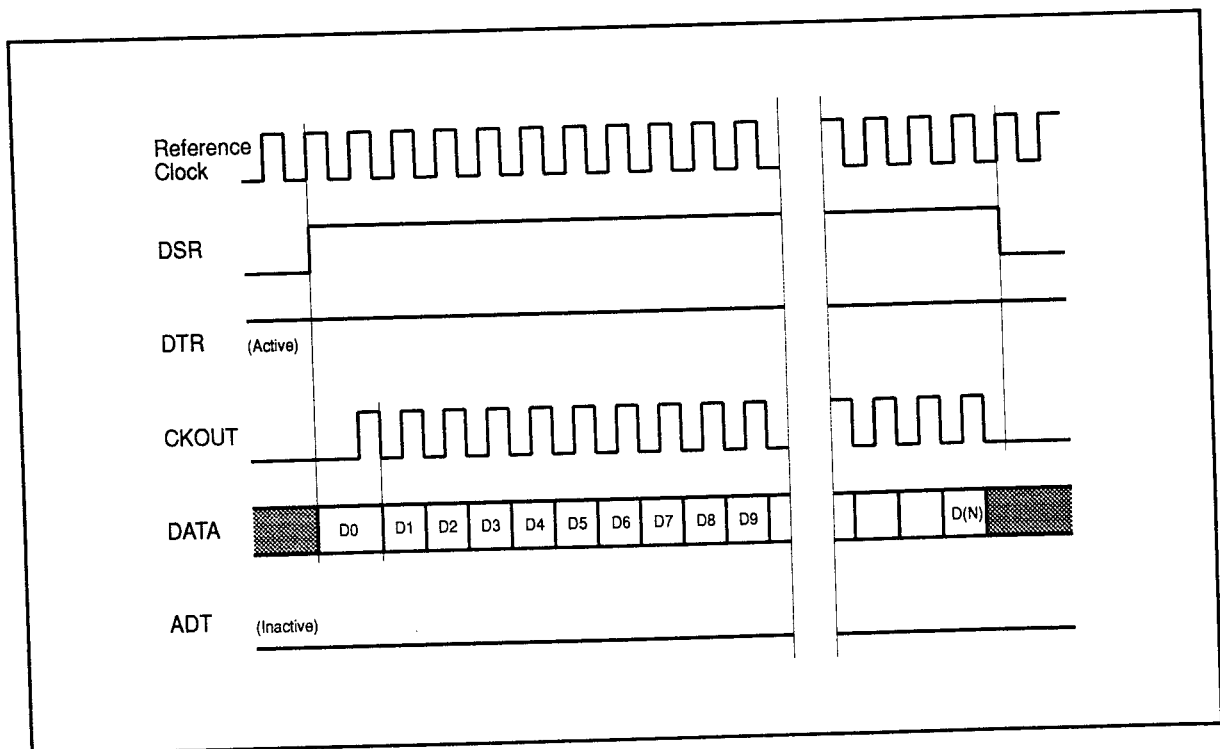 Reference
Clock
DSR
DTR (Active)
CKOUT
DATA D0 D1 D2 D3 D4 D5 D6 D7 D8 D9 D(N)
ADT (Inactive)